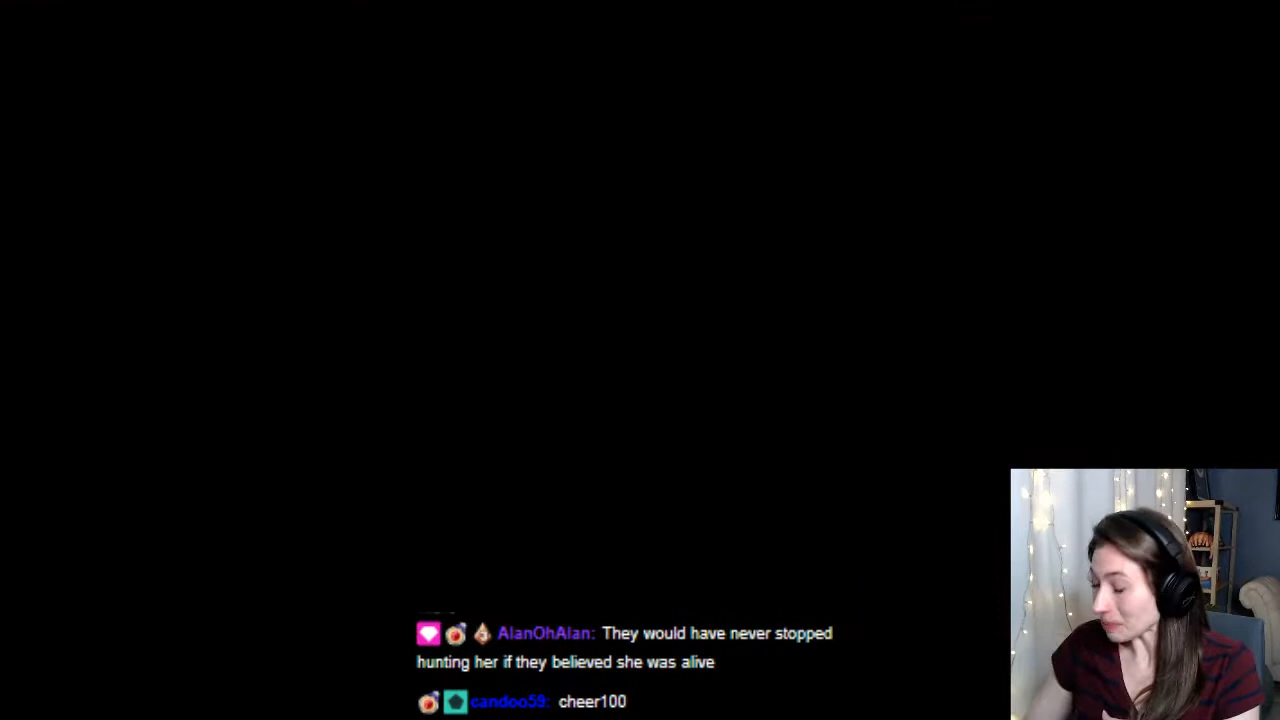 AlanOhAlan: They would have never stopped
hunting her if they believed she was alive
candoo59: cheer100